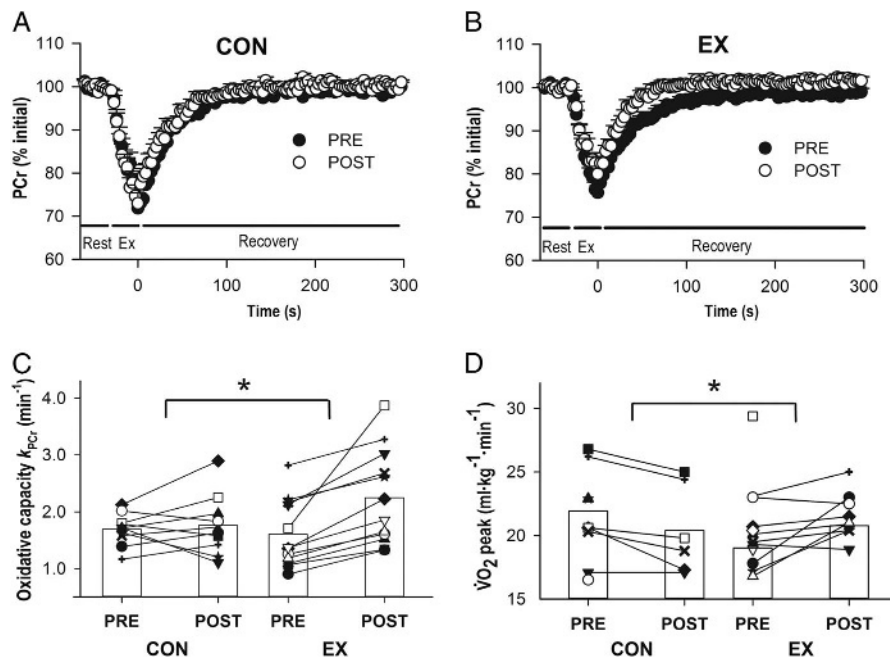 A
CON
110
100
90
80
70
60
PCr (% initial)
PRE
POST
Rest Ex Recovery
0 100 200 300
Time (s)
B
EX
110
100
90
80
70
60
PCr (% initial)
PRE
POST
Rest Ex Recovery
0 100 200 300
Time (s)
C
Oxidative capacity kPCr (min-1)
4.0
3.0
2.0
1.0
*
PRE POST PRE POST
CON EX
D
V̇O2 peak (ml·kg-1·min-1)
30
25
20
15
*
PRE POST PRE POST
CON EX